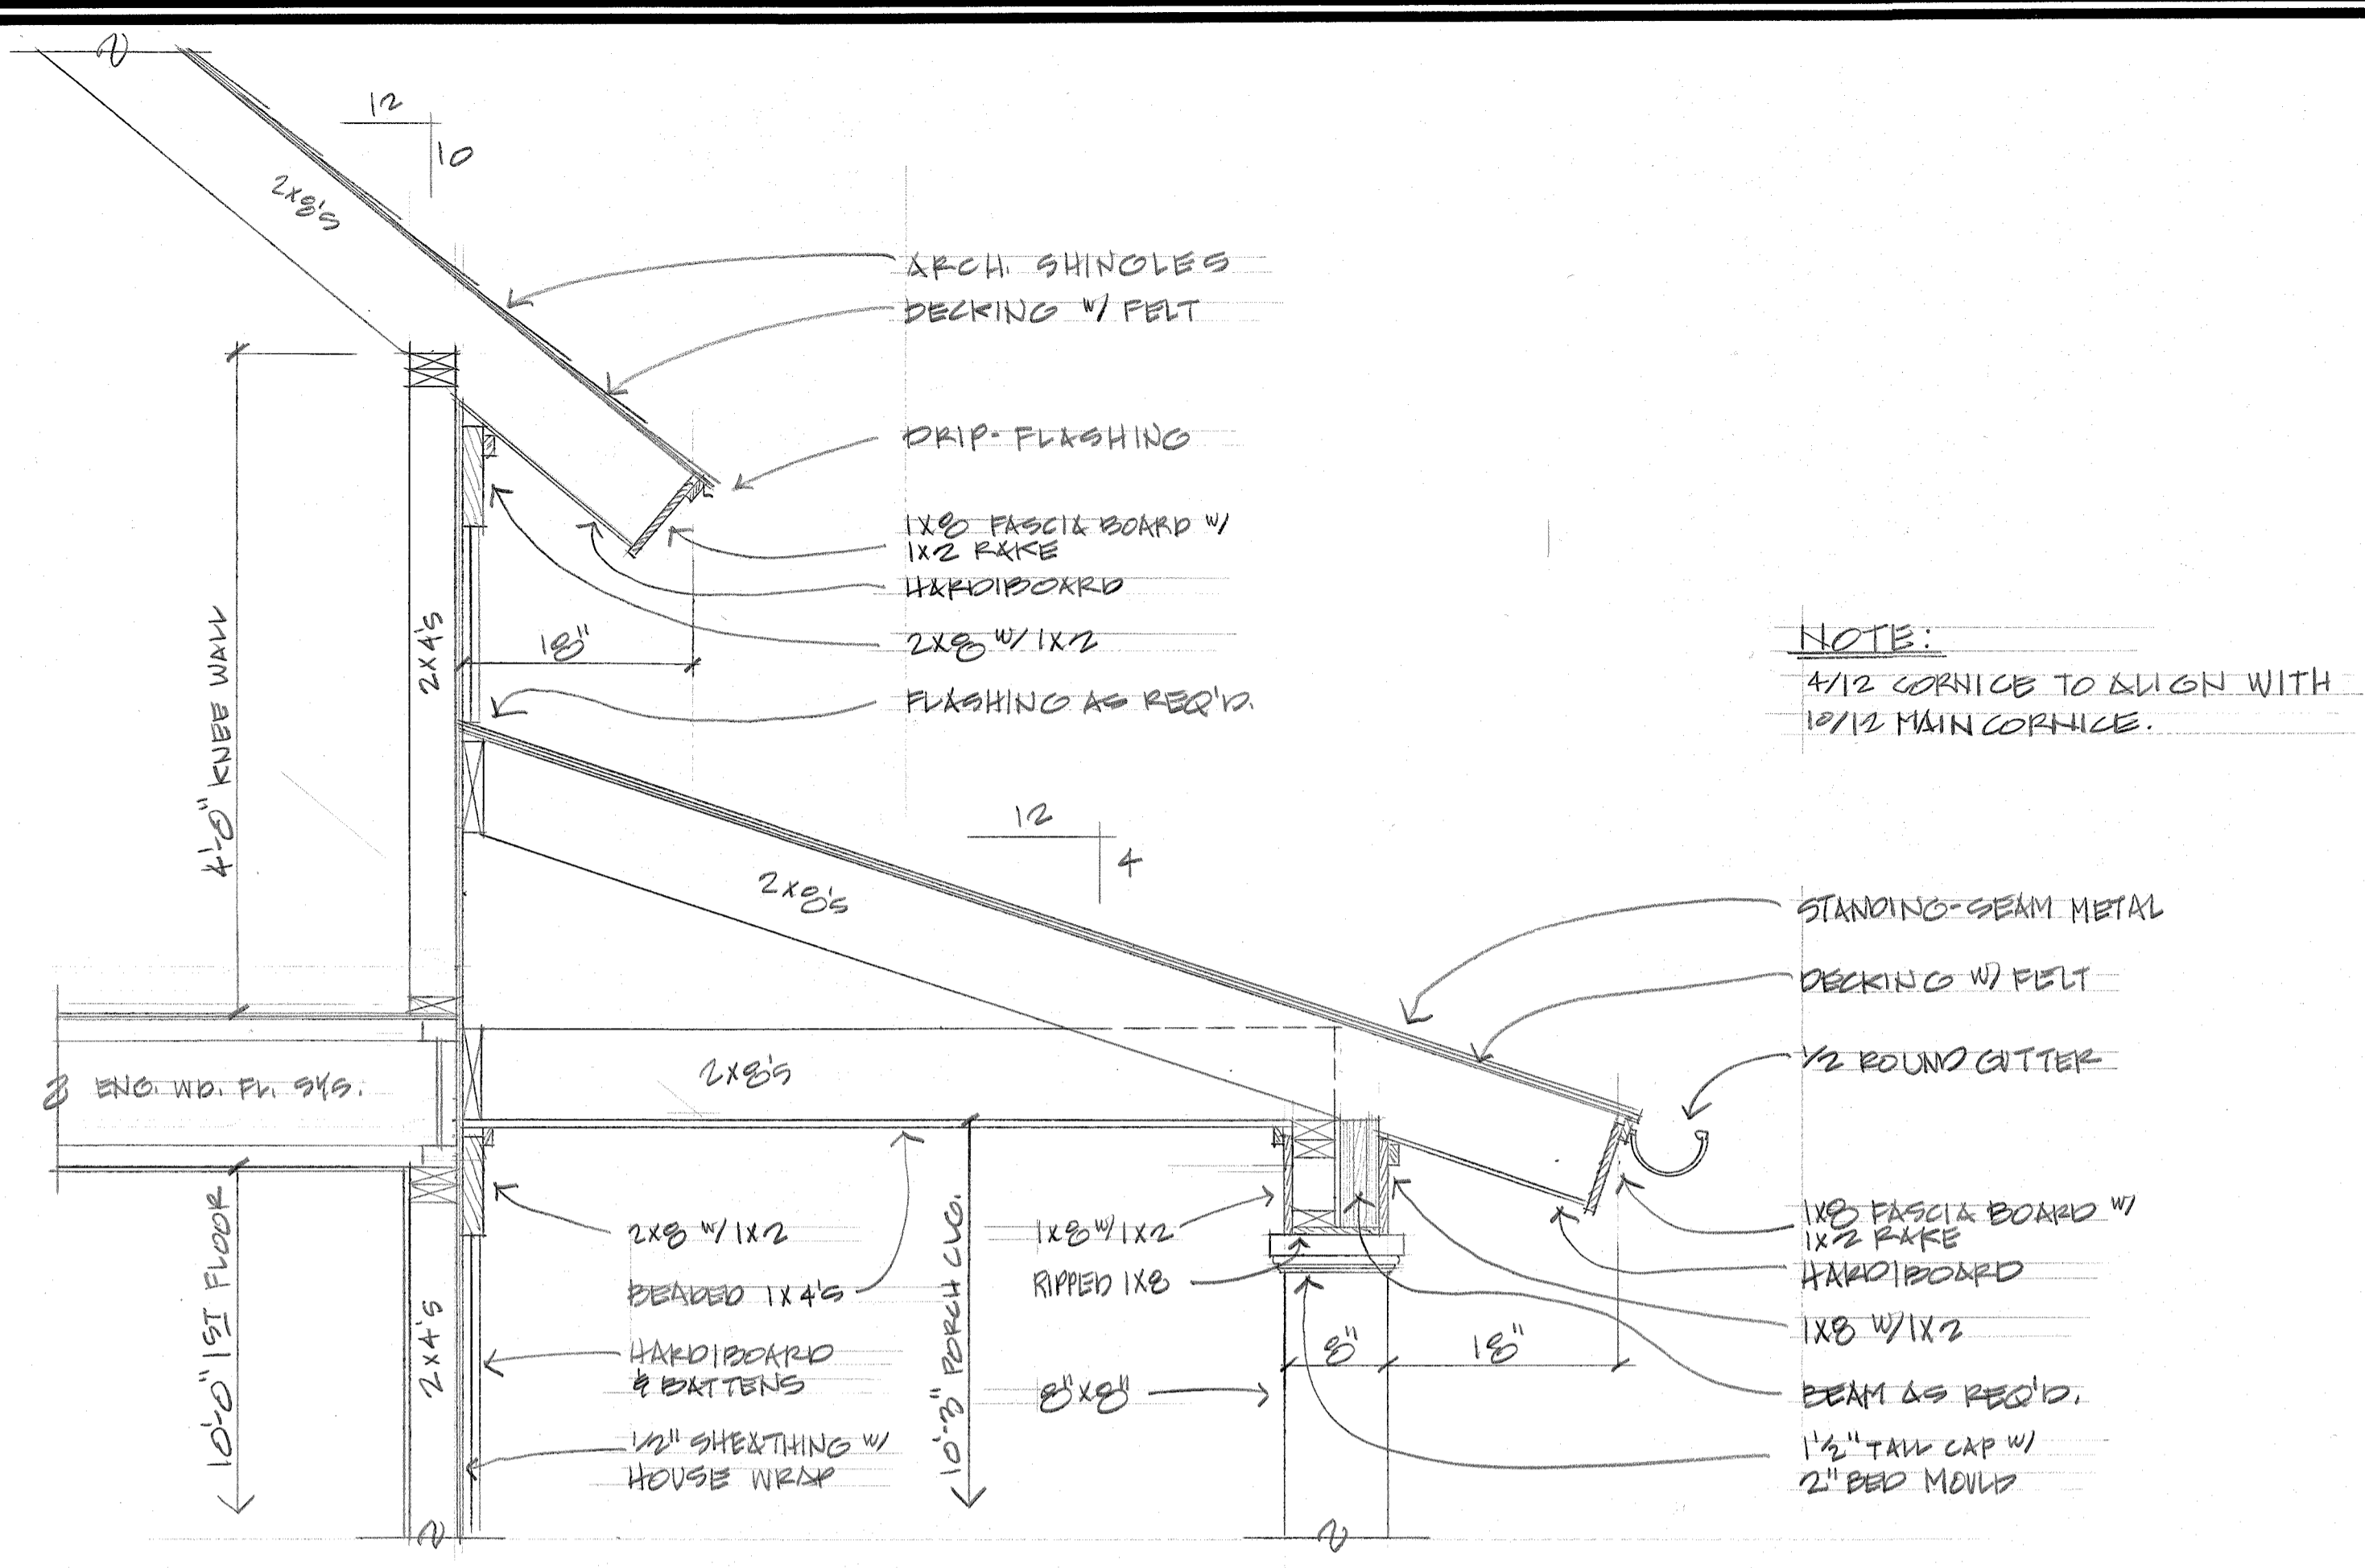 12
10
2x8's
ARCH. SHINGLES
DECKING W/ FELT
DRIP-FLASHING
1x8 FASCIA BOARD W/
1x2 RAKE
HARDIBOARD
2x8 W/ 1x2
18"
FLASHING AS REQ'D.
4'-0" KNEE WALL
2x4's
NOTE:
4/12 CORNICE TO ALIGN WITH
10/12 MAIN CORNICE.
12
4
2x8's
STANDING-SEAM METAL
DECKING W/ FELT
1/2 ROUND GUTTER
2x8's
ENG. WD. FL. SYS.
10'-0" 1ST FLOOR
2x4's
2x8 W/ 1x2
BEADED 1x4's
HARDIBOARD
& BATTENS
1/2" SHEATHING W/
HOUSE WRAP
10'-3" PORCH CLG.
1x8 W/ 1x2
RIPPED 1x8
8"x8"
8"
18"
1x8 FASCIA BOARD W/
1x2 RAKE
HARDIBOARD
1x8 W/ 1x2
BEAM AS REQ'D.
1 1/2" TALL CAP W/
2" BED MOULD